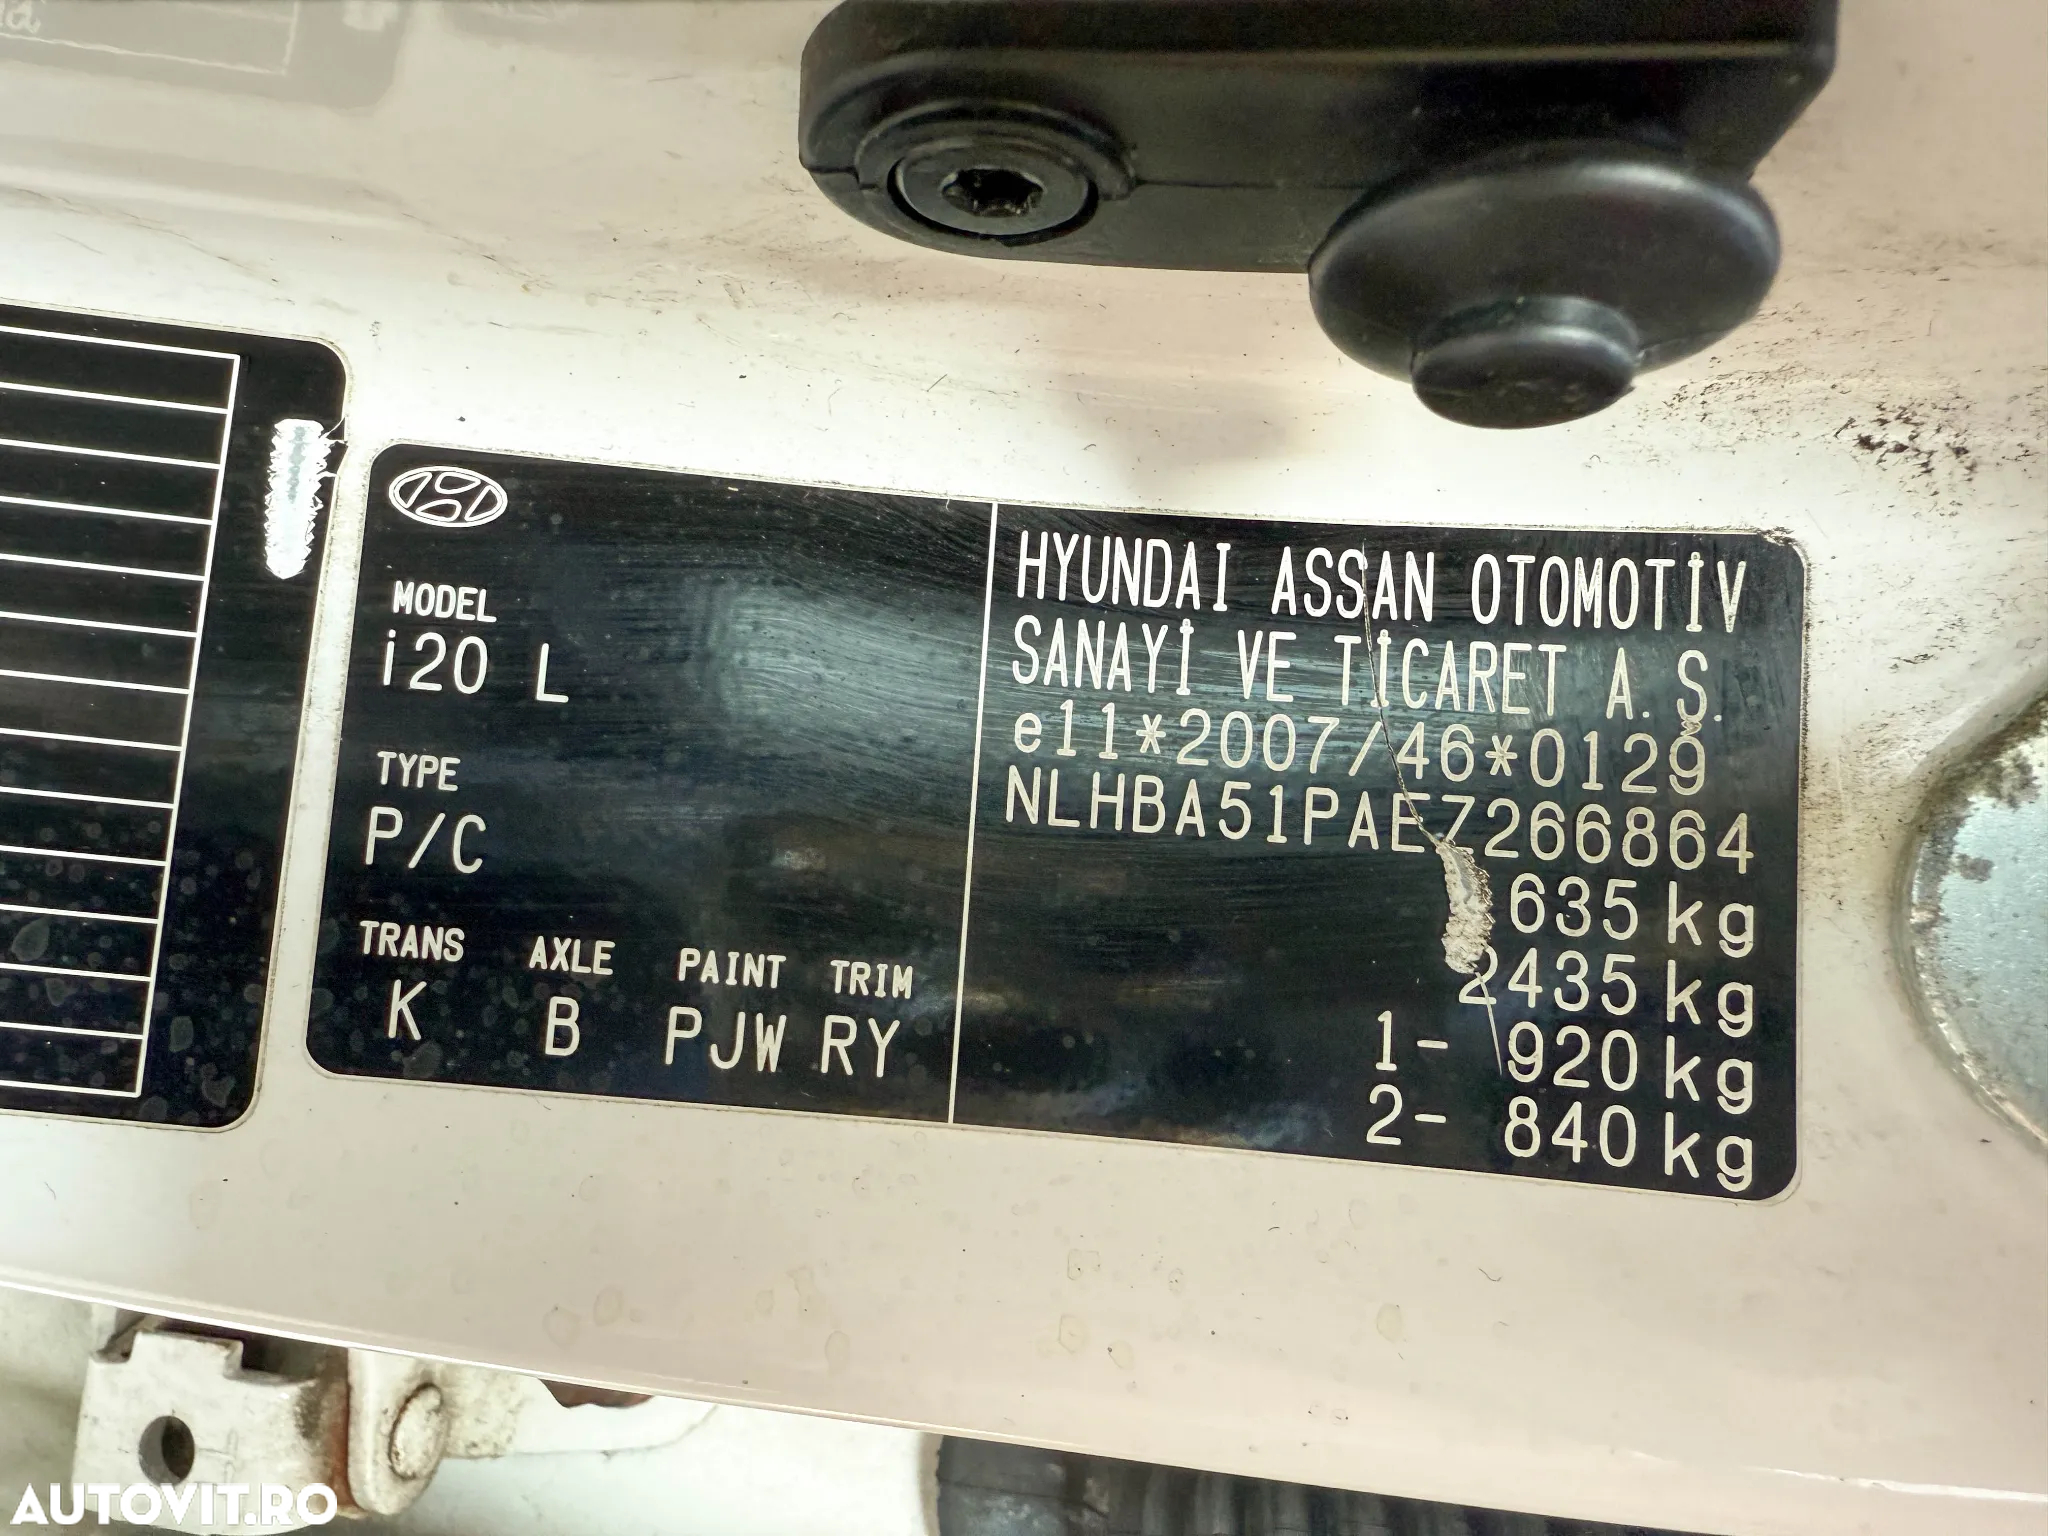 MODEL
i20 L
TYPE
P/C
TRANS AXLE PAINT TRIM
K B PJW RY
HYUNDAI ASSAN OTOMOTİV
SANAYİ VE TİCARET A.Ş.
e11*2007/46*0129
NLHBA51PAEZ266864
635 kg
2435 kg
1- 920 kg
2- 840 kg
AUTOVIT.RO